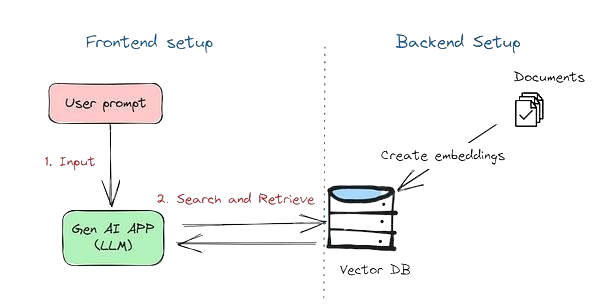 Frontend setup
Backend Setup
Documents
User prompt
Create embeddings
1. Input
2. Search and Retrieve
Gen AI APP
(LLM)
Vector DB